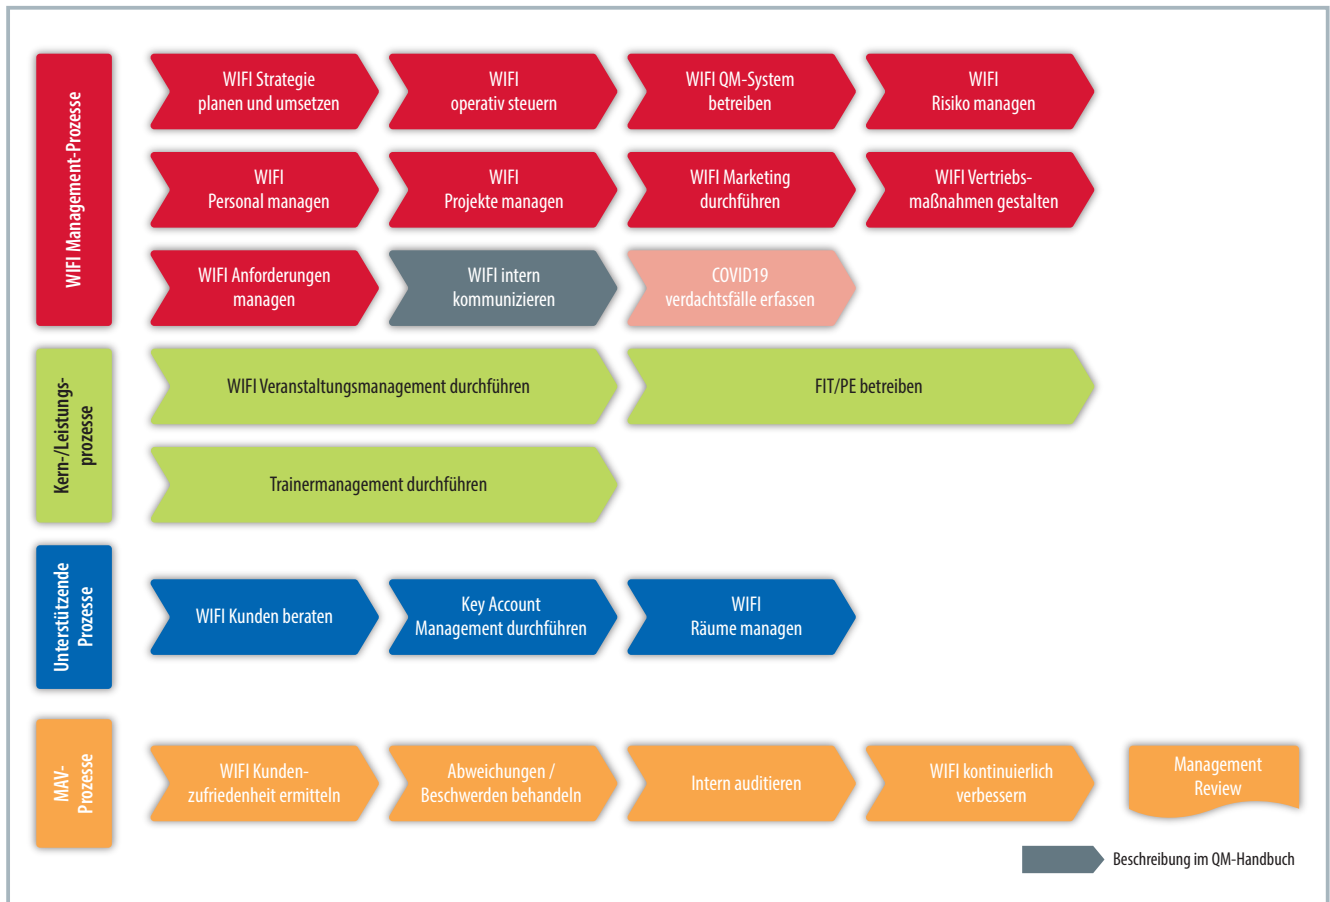 WIFI Management-Prozesse
WIFI Strategie
planen und umsetzen
WIFI
operativ steuern
WIFI QM-System
betreiben
WIFI
Risiko managen
WIFI
Personal managen
WIFI
Projekte managen
WIFI Marketing
durchführen
WIFI Vertriebs-
maßnahmen gestalten
WIFI Anforderungen
managen
WIFI intern
kommunizieren
COVID19
verdachtsfälle erfassen
Kern-/Leistungs-
prozesse
WIFI Veranstaltungsmanagement durchführen
FIT/PE betreiben
Trainermanagement durchführen
Unterstützende
Prozesse
WIFI Kunden beraten
Key Account
Management durchführen
WIFI
Räume managen
MAV-
Prozesse
WIFI Kunden-
zufriedenheit ermitteln
Abweichungen /
Beschwerden behandeln
Intern auditieren
WIFI kontinuierlich
verbessern
Management
Review
Beschreibung im QM-Handbuch